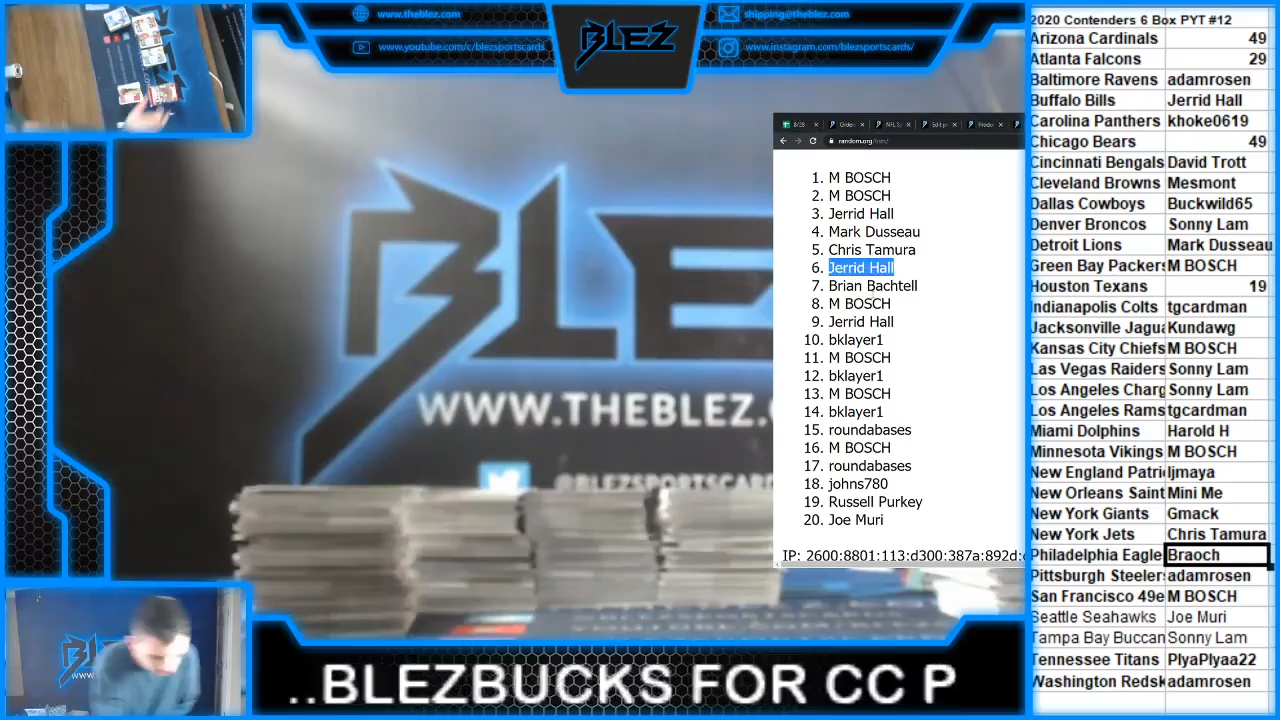 www.theblez.com
www.youtube.com/c/blezsportscards
BLEZ
shipping@theblez.com
www.instagram.com/blezsportscards/
random.org/lists/
1. M BOSCH
2. M BOSCH
3. Jerrid Hall
4. Mark Dusseau
5. Chris Tamura
6. Jerrid Hall
7. Brian Bachtell
8. M BOSCH
9. Jerrid Hall
10. bklayer1
11. M BOSCH
12. bklayer1
13. M BOSCH
14. bklayer1
15. roundabases
16. M BOSCH
17. roundabases
18. johns780
19. Russell Purkey
20. Joe Muri
IP: 2600:8801:113:d300:387a:892d:
BLEZ
WWW.THEBLEZ.
@BLEZSPORTSCARD
2020 Contenders 6 Box PYT #12
Arizona Cardinals 49
Atlanta Falcons 29
Baltimore Ravens adamrosen
Buffalo Bills Jerrid Hall
Carolina Panthers khoke0619
Chicago Bears 49
Cincinnati Bengals David Trott
Cleveland Browns Mesmont
Dallas Cowboys Buckwild65
Denver Broncos Sonny Lam
Detroit Lions Mark Dusseau
Green Bay Packers M BOSCH
Houston Texans 19
Indianapolis Colts tgcardman
Jacksonville Jagua Kundawg
Kansas City Chiefs M BOSCH
Las Vegas Raiders Sonny Lam
Los Angeles Charg Sonny Lam
Los Angeles Rams tgcardman
Miami Dolphins Harold H
Minnesota Vikings M BOSCH
New England Patri ljmaya
New Orleans Saint Mini Me
New York Giants Gmack
New York Jets Chris Tamura
Philadelphia Eagle Braoch
Pittsburgh Steelers adamrosen
San Francisco 49e M BOSCH
Seattle Seahawks Joe Muri
Tampa Bay Buccan Sonny Lam
Tennessee Titans PlyaPlyaa22
Washington Redsk adamrosen
..BLEZBUCKS FOR CC P